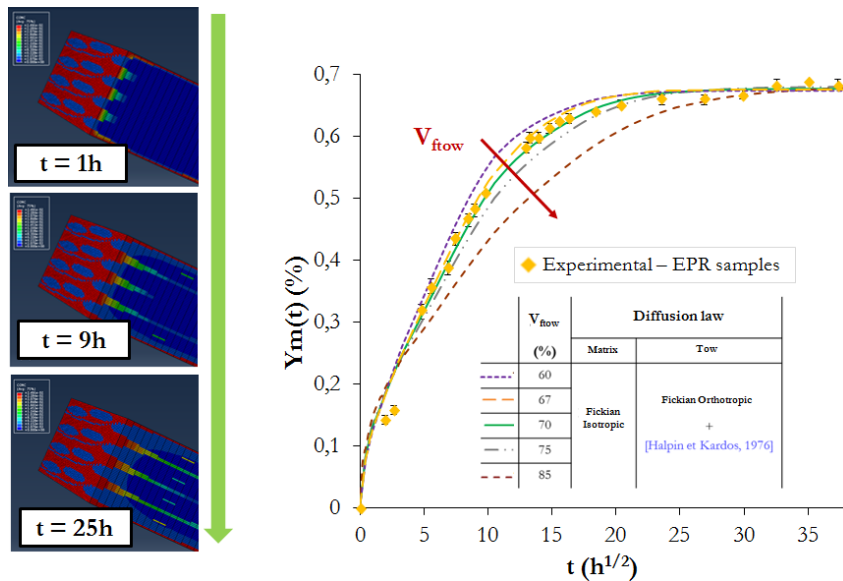 t = 1h
t = 9h
t = 25h
Ym(t) (%)
0,7
0,6
0,5
0,4
0,3
0,2
0,1
0
0 5 10 15 20 25 30 35
t (h1/2)
Vftow
Experimental – EPR samples
Vftow
(%)
Diffusion law
Matrix
Tow
60
67
70
75
85
Fickian
Isotropic
Fickian Orthotropic
+
[Halpin et Kardos, 1976]